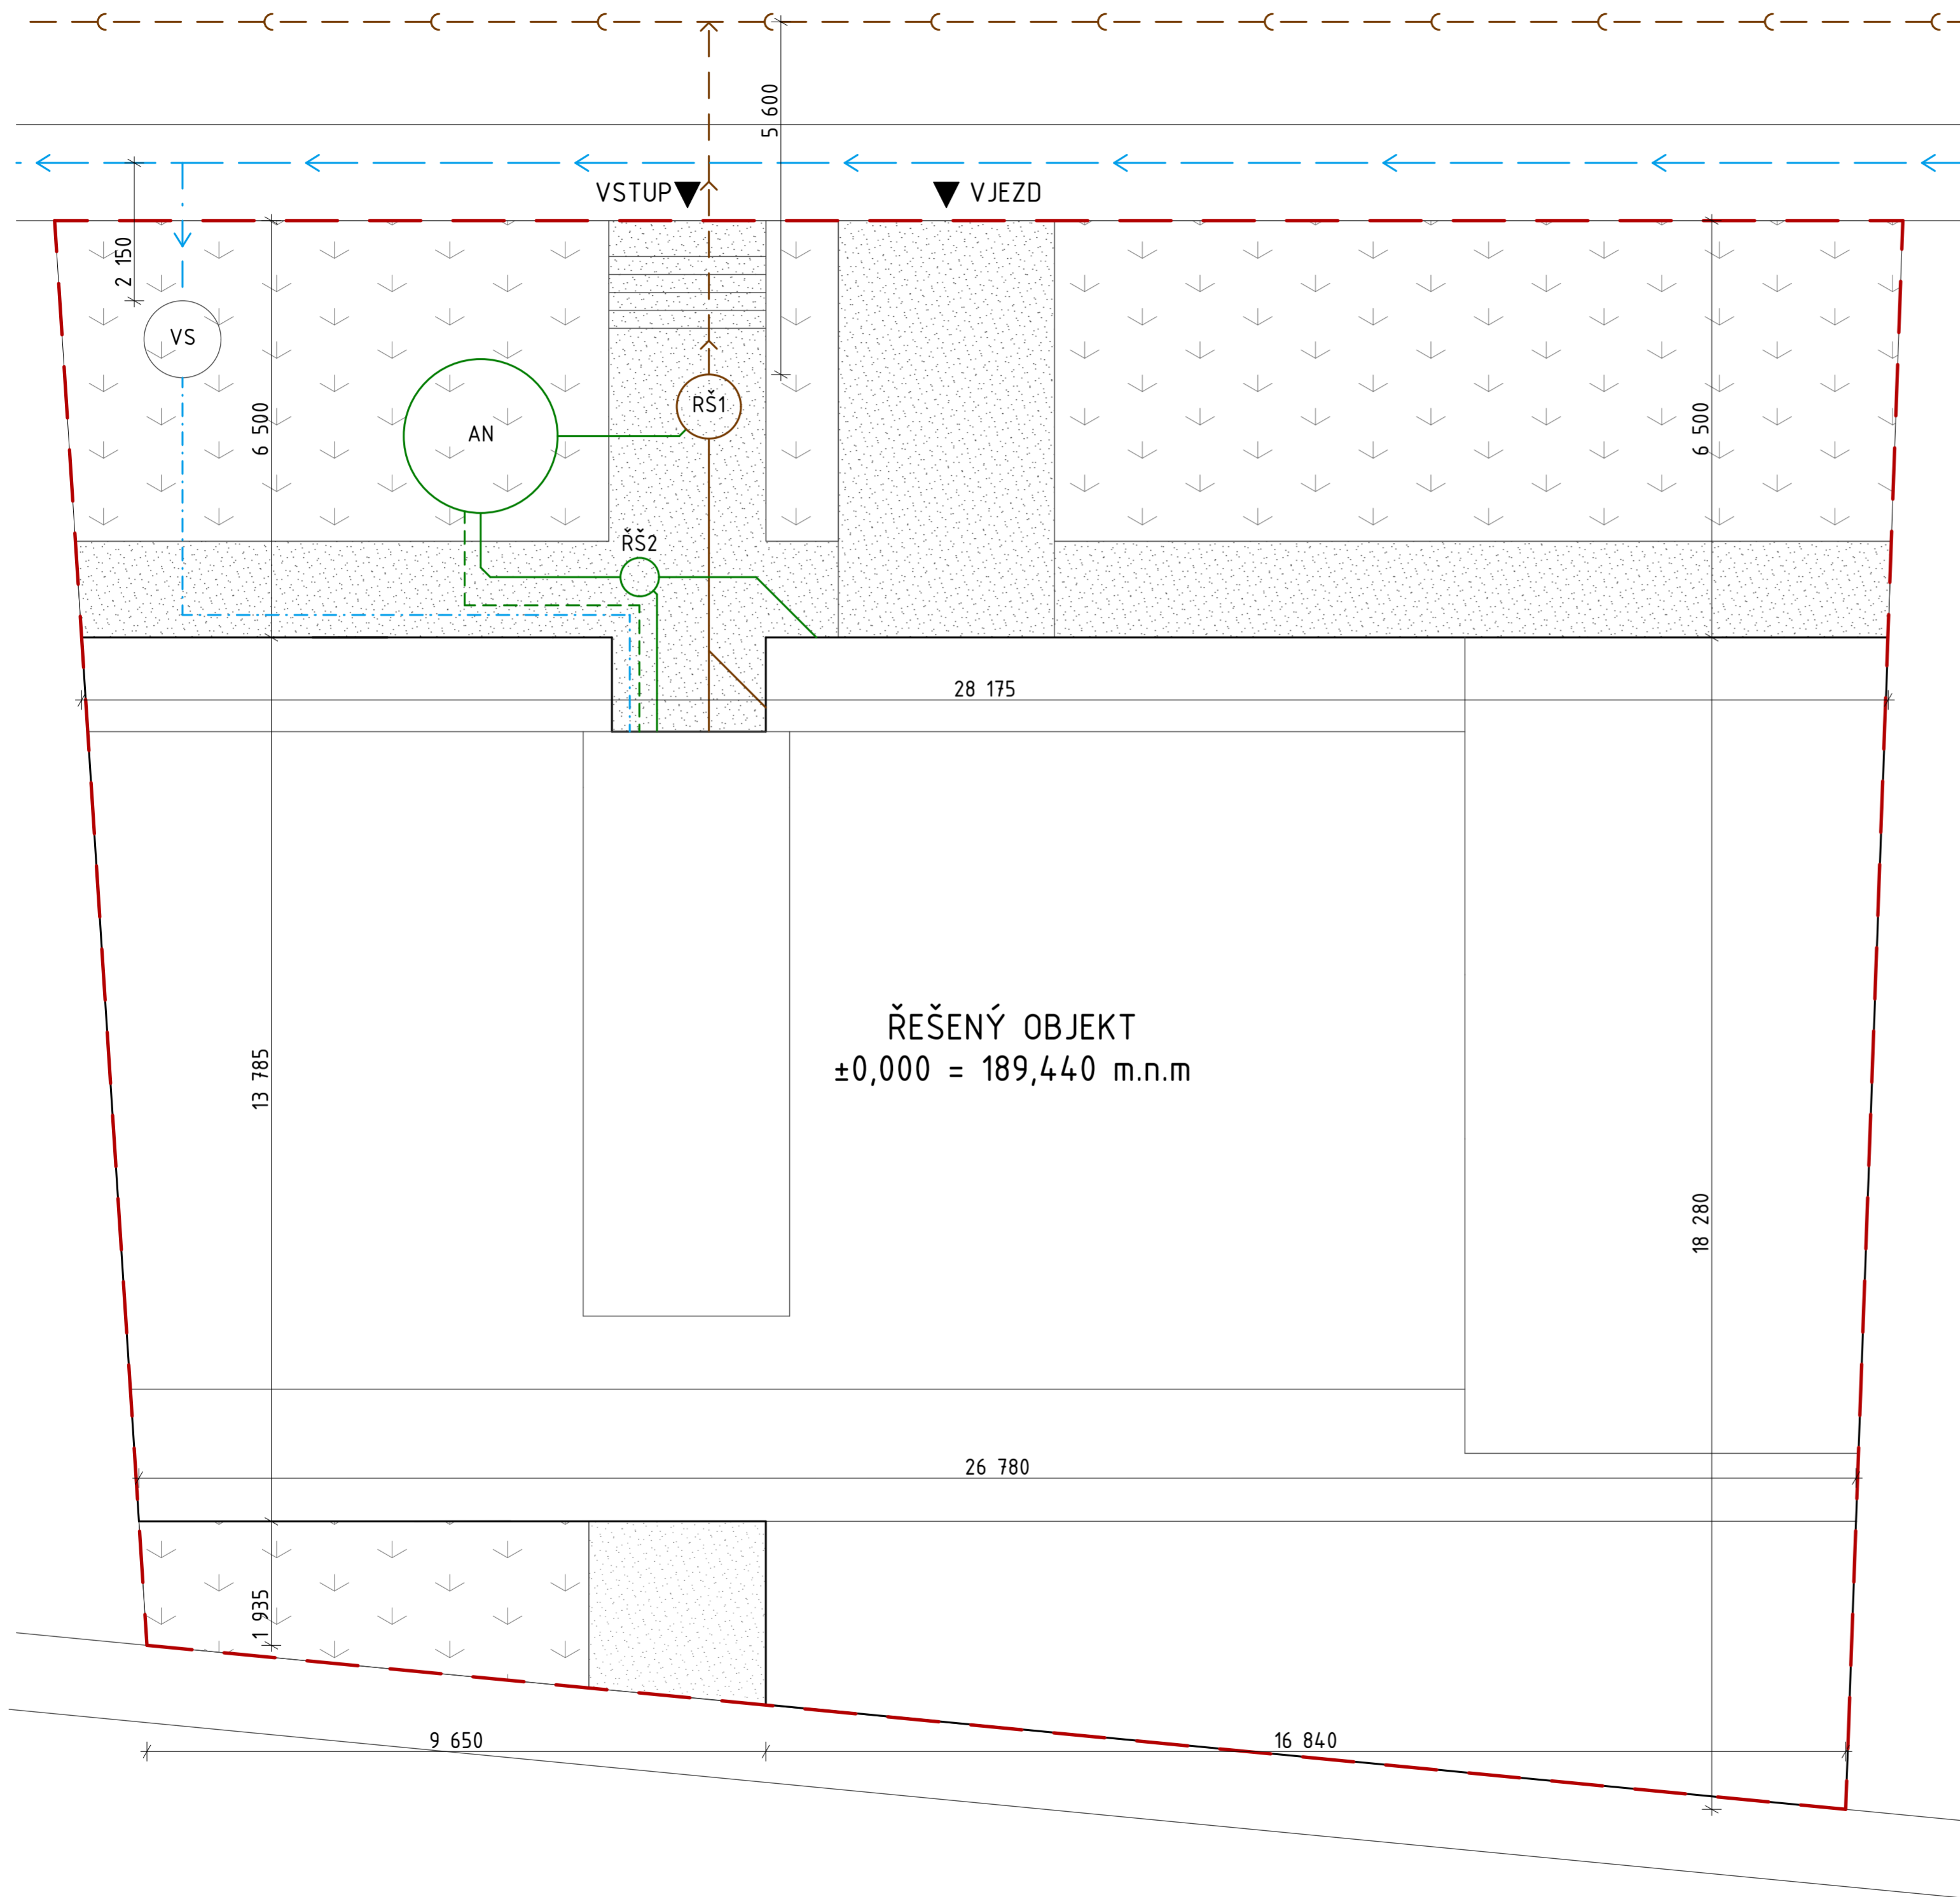 5 600
VSTUP
VJEZD
2 150
VS
6 500
AN
RŠ1
6 500
ŘŠ2
28 175
ŘEŠENÝ OBJEKT
±0,000 = 189,440 m.n.m
13 785
18 280
26 780
1 935
9 650
16 840